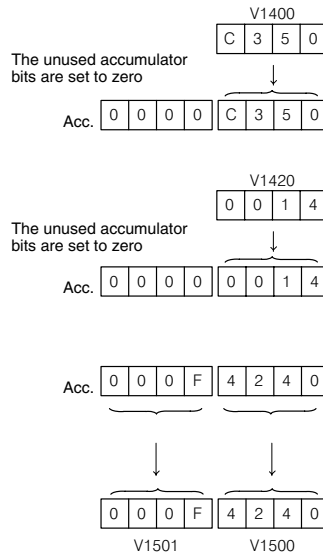 V1400
C 3 5 0
The unused accumulator
bits are set to zero
Acc. 0 0 0 0 C 3 5 0
V1420
0 0 1 4
The unused accumulator
bits are set to zero
Acc. 0 0 0 0 0 0 1 4
Acc. 0 0 0 F 4 2 4 0
0 0 0 F 4 2 4 0
V1501 V1500